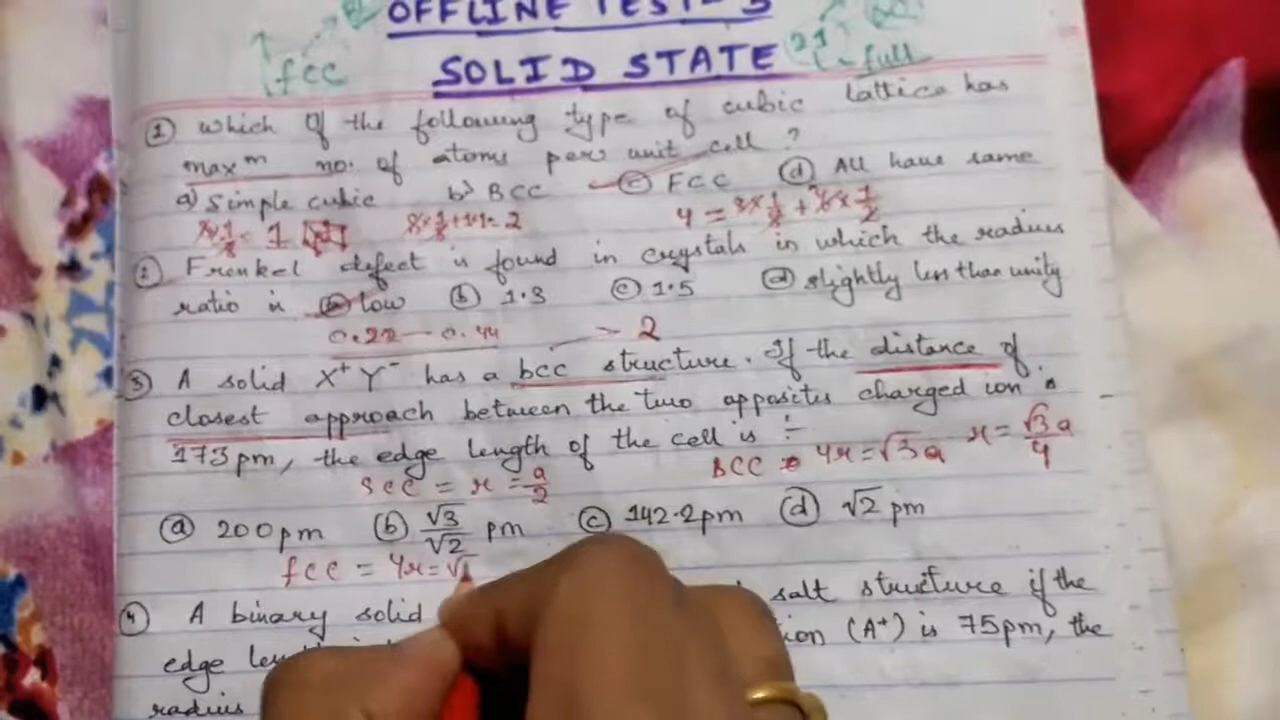 OFFLINE TEST-3
SOLID STATE
fcc
full
① which of the following type of cubic lattice has
maxᵐ no. of atoms per unit cell ?
a) Simple cubic b) BCC ⓒ FCC ⓓ All have same
8×1/8 = 1 8×1/8+1×1=2 4 = 8×1/8 + 6×1/2
② Frenkel defect is found in crystals in which the radius
ratio is ⓐ low ⓑ 1.3 ⓒ 1.5 ⓓ slightly less than unity
0.22 — 0.44 2
③ A solid X⁺ Y⁻ has a bcc structure. If the distance of
closest approach between the two opposites charged ion is
173pm, the edge length of the cell is :-
SCC = r = a/2 BCC 4r=√3a r = √3a/4
ⓐ 200pm ⓑ √3/√2 pm ⓒ 142.2pm ⓓ √2 pm
fcc = 4r=√
④ A binary solid salt structure if the
edge (A⁺) is 75pm, the
radius